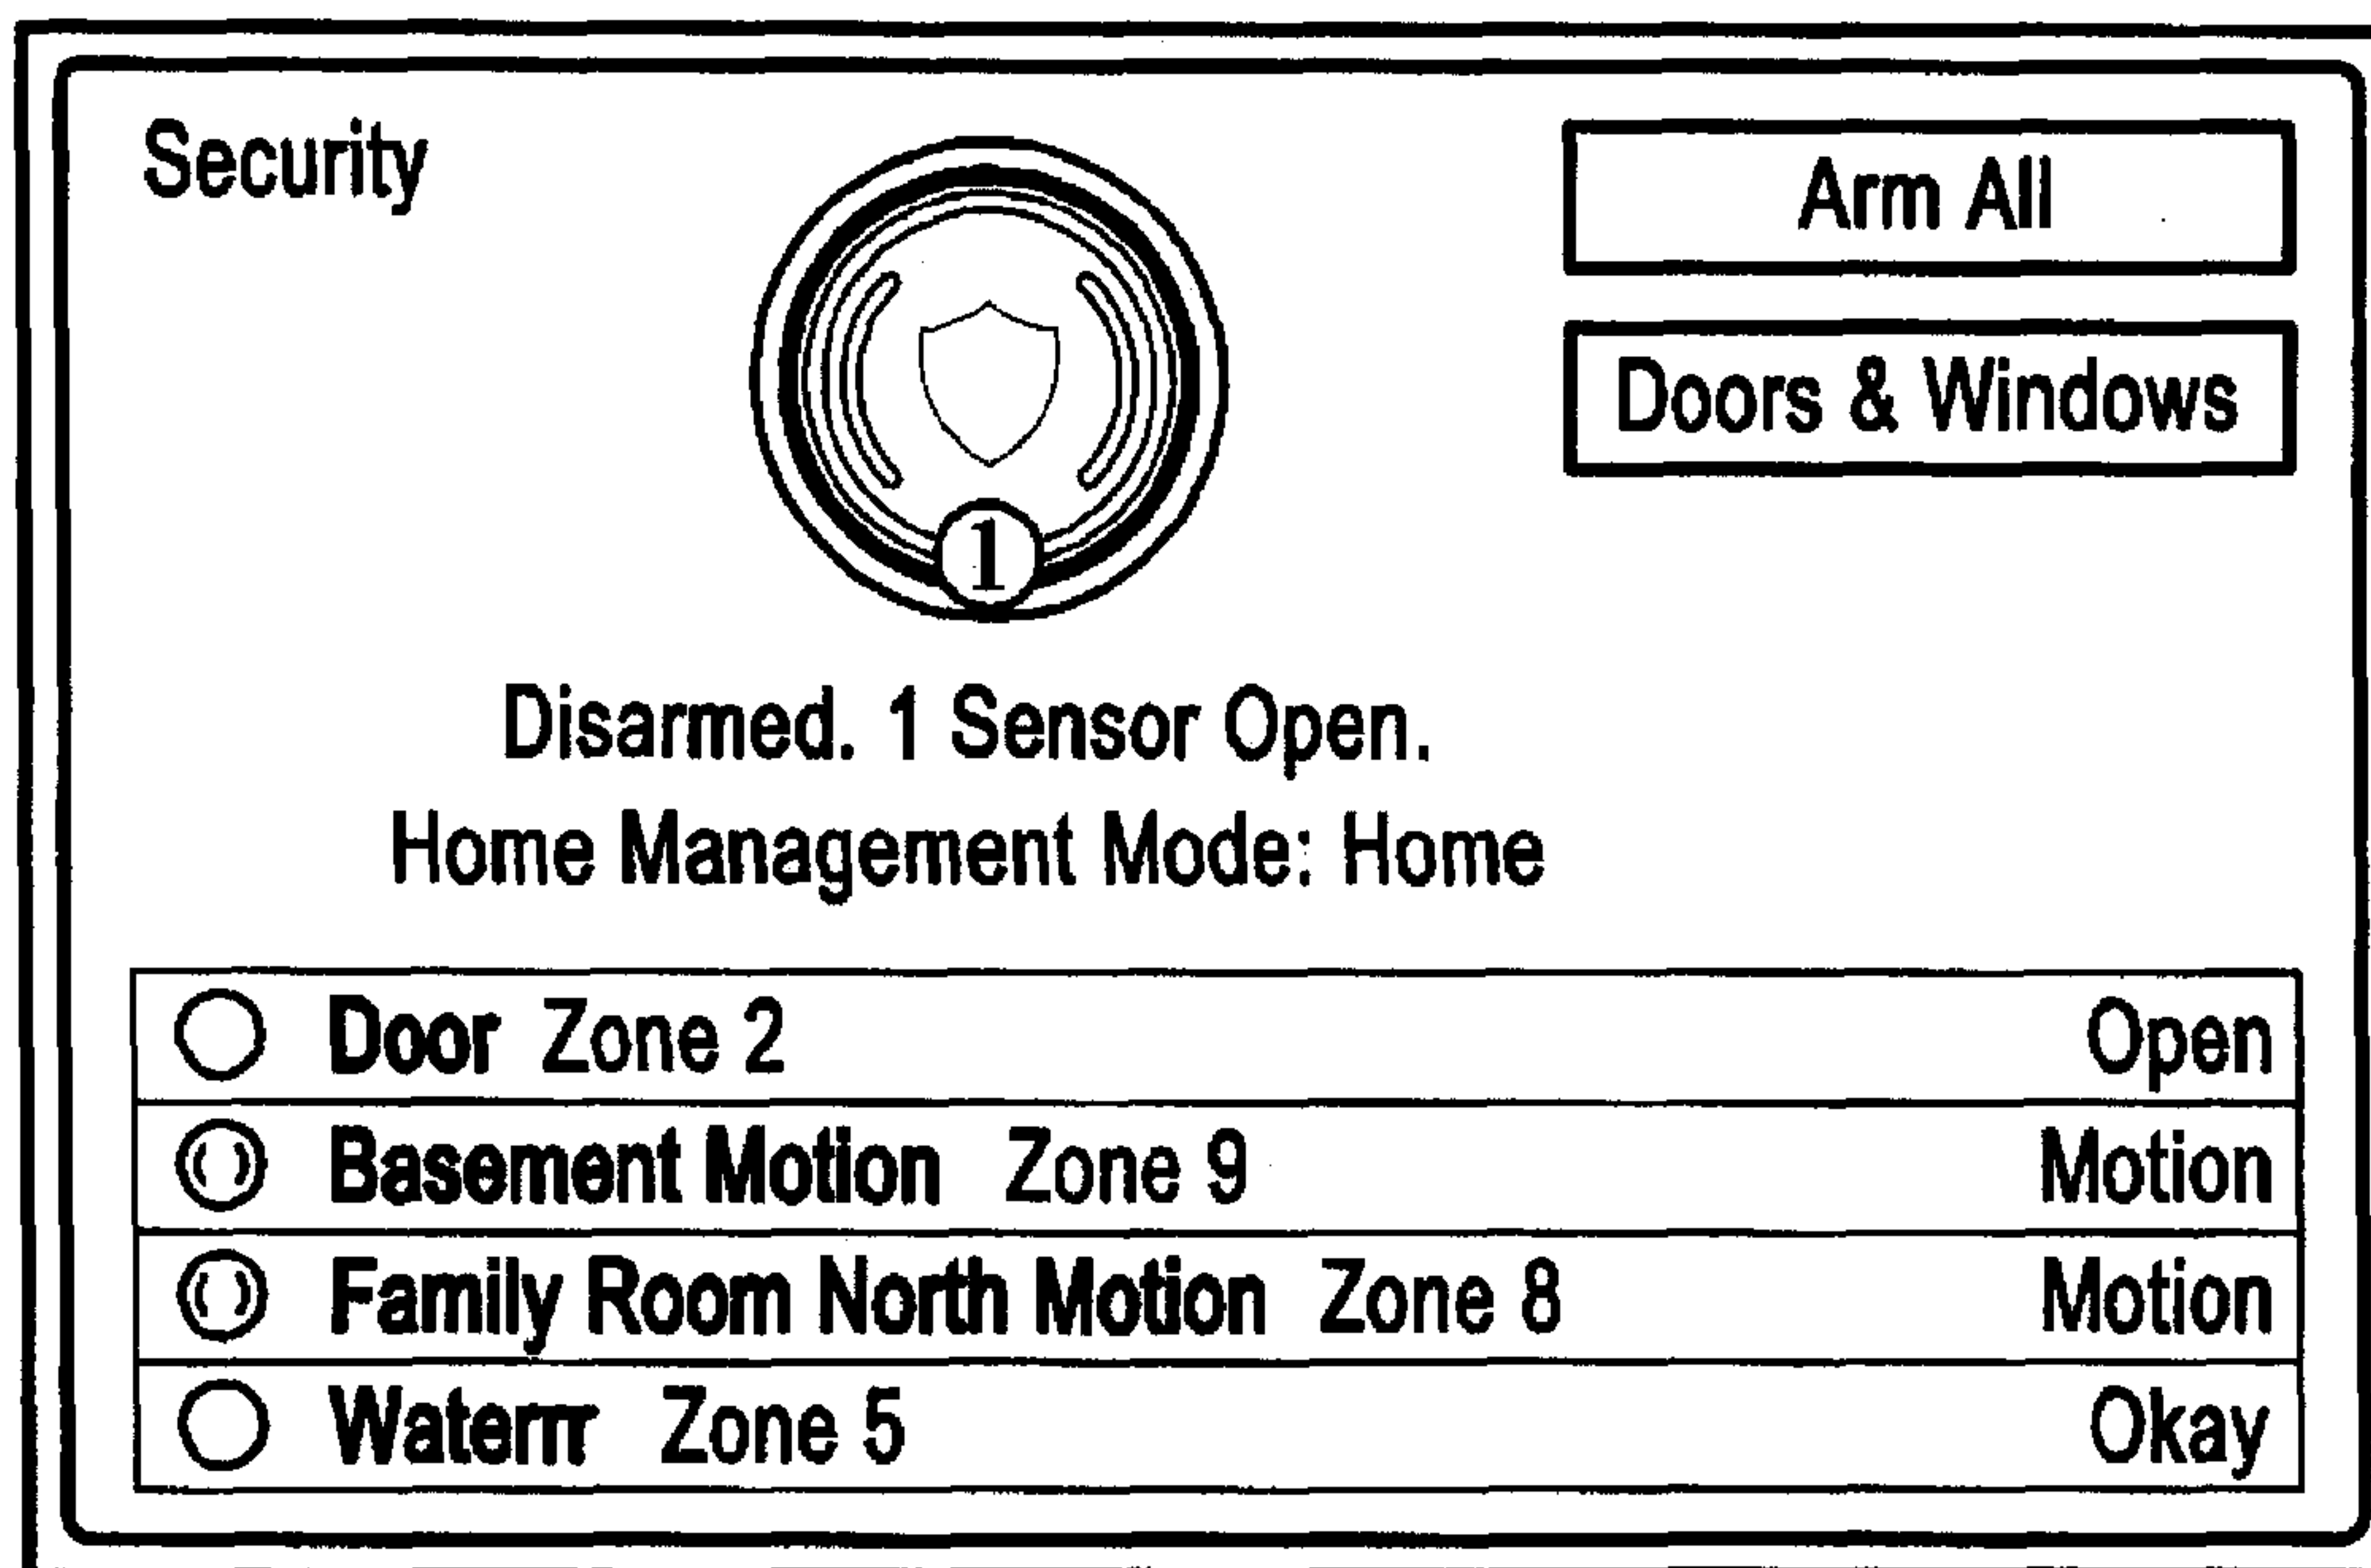 Security
Arm All
Doors & Windows
1
Disarmed. 1 Sensor Open.
Home Management Mode: Home
Door Zone 2 Open
Basement Motion Zone 9 Motion
Family Room North Motion Zone 8 Motion
Waterrr Zone 5 Okay